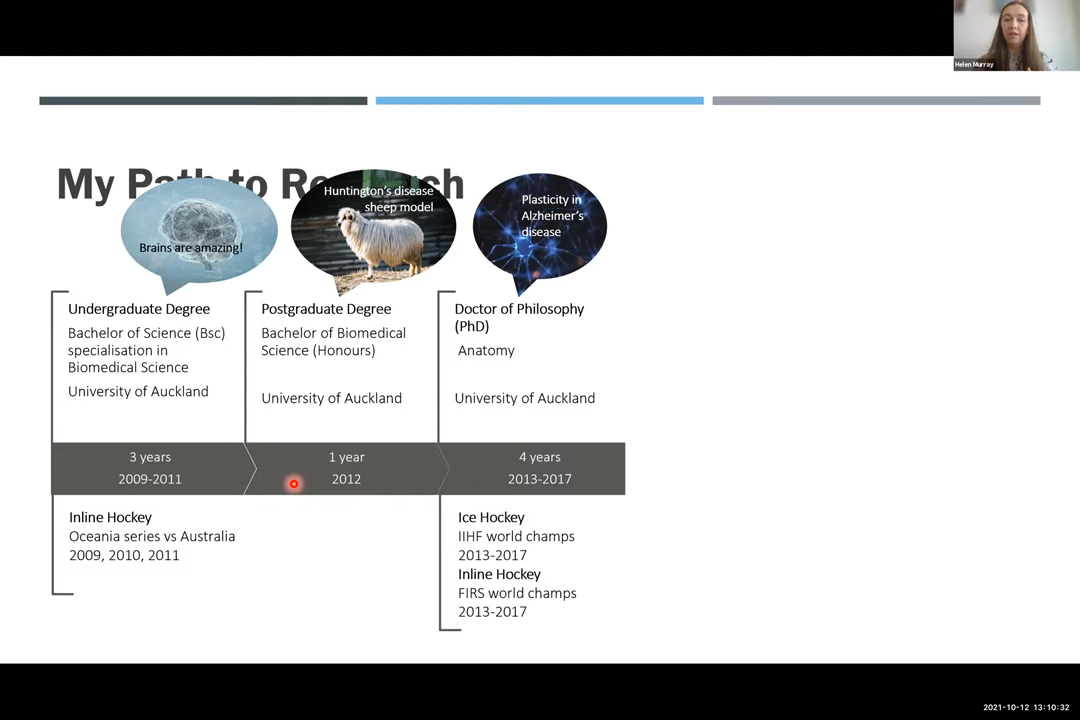 Helen Murray
My Path to Research
Brains are amazing!
Huntington's disease
sheep model
Plasticity in
Alzheimer's
disease
Undergraduate Degree
Bachelor of Science (Bsc)
specialisation in
Biomedical Science
University of Auckland
Postgraduate Degree
Bachelor of Biomedical
Science (Honours)
University of Auckland
Doctor of Philosophy
(PhD)
Anatomy
University of Auckland
3 years
2009-2011
1 year
2012
4 years
2013-2017
Inline Hockey
Oceania series vs Australia
2009, 2010, 2011
Ice Hockey
IIHF world champs
2013-2017
Inline Hockey
FIRS world champs
2013-2017
2021-10-12 13:10:32